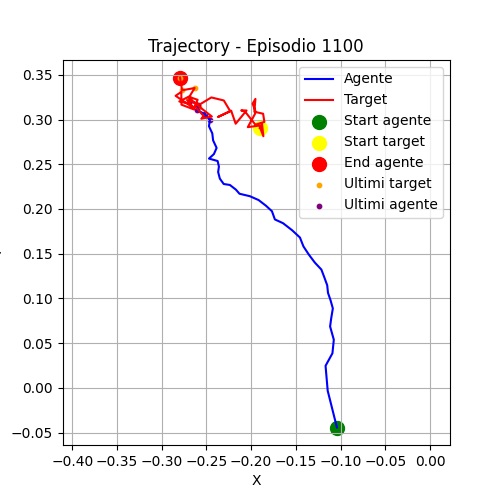 Trajectory - Episodio 1100
Agente
Target
Start agente
Start target
End agente
Ultimi target
Ultimi agente
0.35
0.30
0.25
0.20
0.15
0.10
0.05
0.00
−0.05
−0.40 −0.35 −0.30 −0.25 −0.20 −0.15 −0.10 −0.05 0.00
X